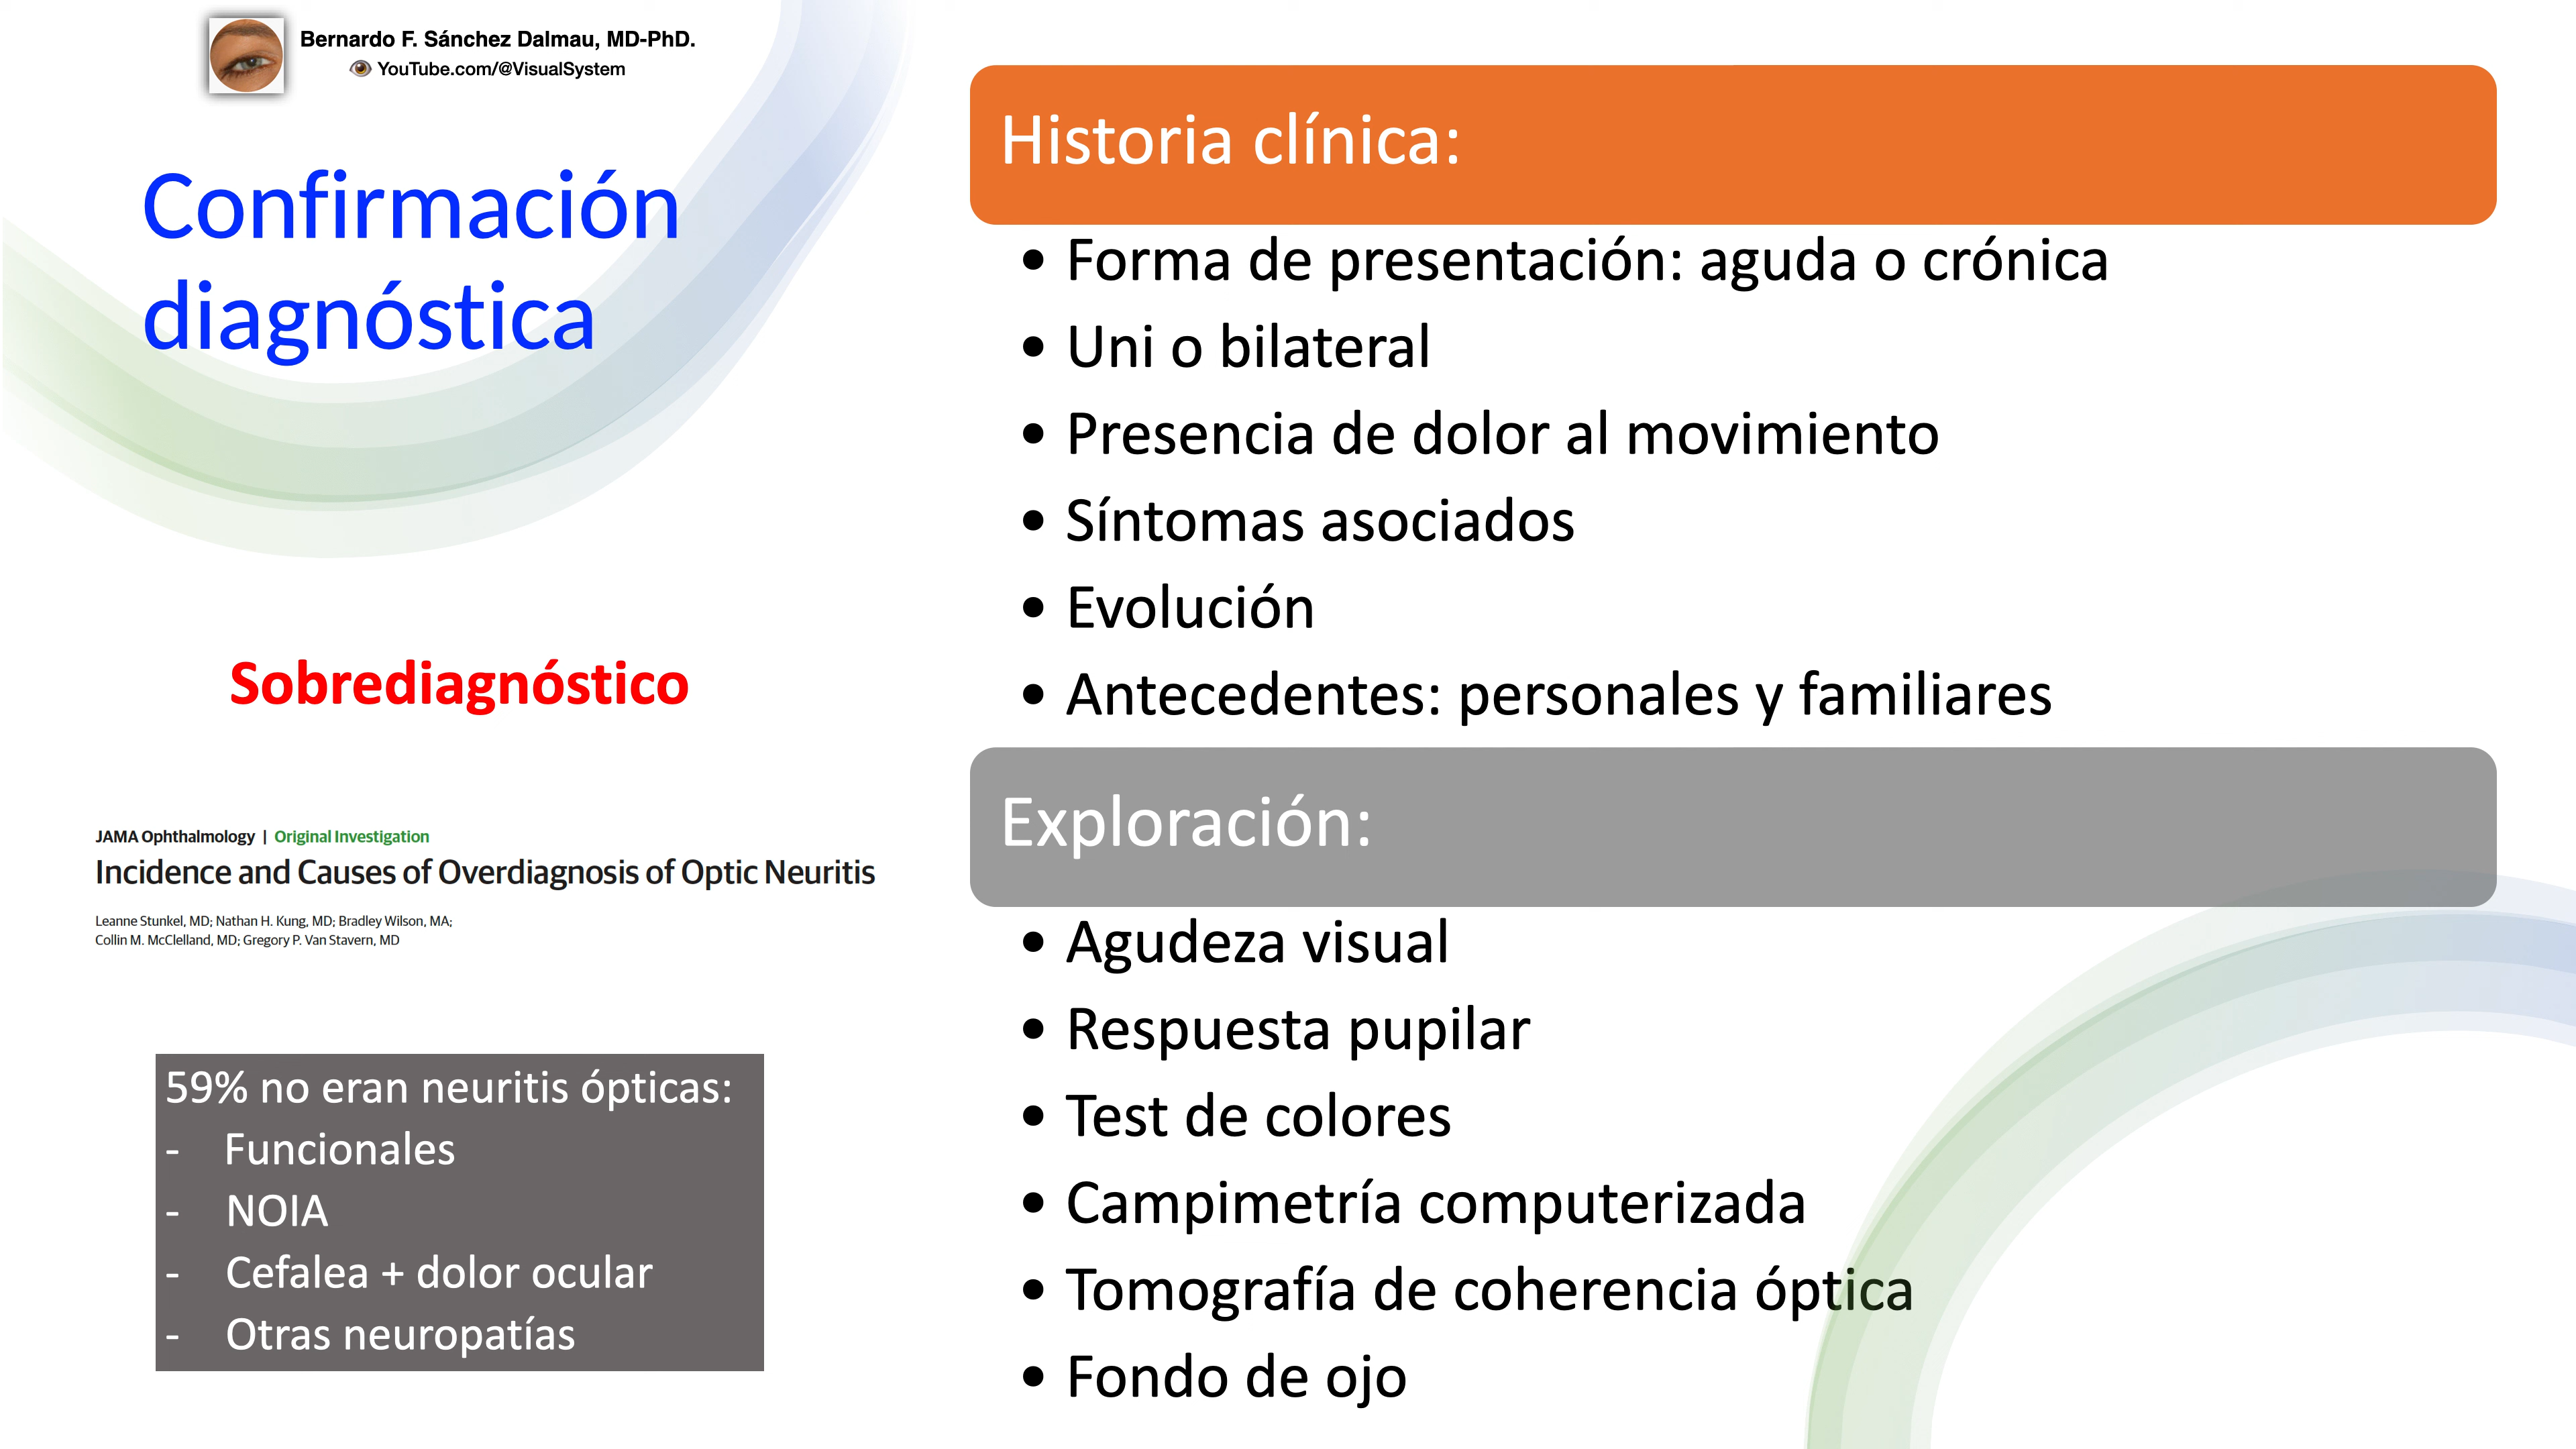 Bernardo F. Sánchez Dalmau, MD-PhD.
YouTube.com/@VisualSystem
Confirmación
diagnóstica
Sobrediagnóstico
JAMA Ophthalmology | Original Investigation
Incidence and Causes of Overdiagnosis of Optic Neuritis
Leanne Stunkel, MD; Nathan H. Kung, MD; Bradley Wilson, MA;
Collin M. McClelland, MD; Gregory P. Van Stavern, MD
59% no eran neuritis ópticas:
- Funcionales
- NOIA
- Cefalea + dolor ocular
- Otras neuropatías
Historia clínica:
• Forma de presentación: aguda o crónica
• Uni o bilateral
• Presencia de dolor al movimiento
• Síntomas asociados
• Evolución
• Antecedentes: personales y familiares
Exploración:
• Agudeza visual
• Respuesta pupilar
• Test de colores
• Campimetría computerizada
• Tomografía de coherencia óptica
• Fondo de ojo